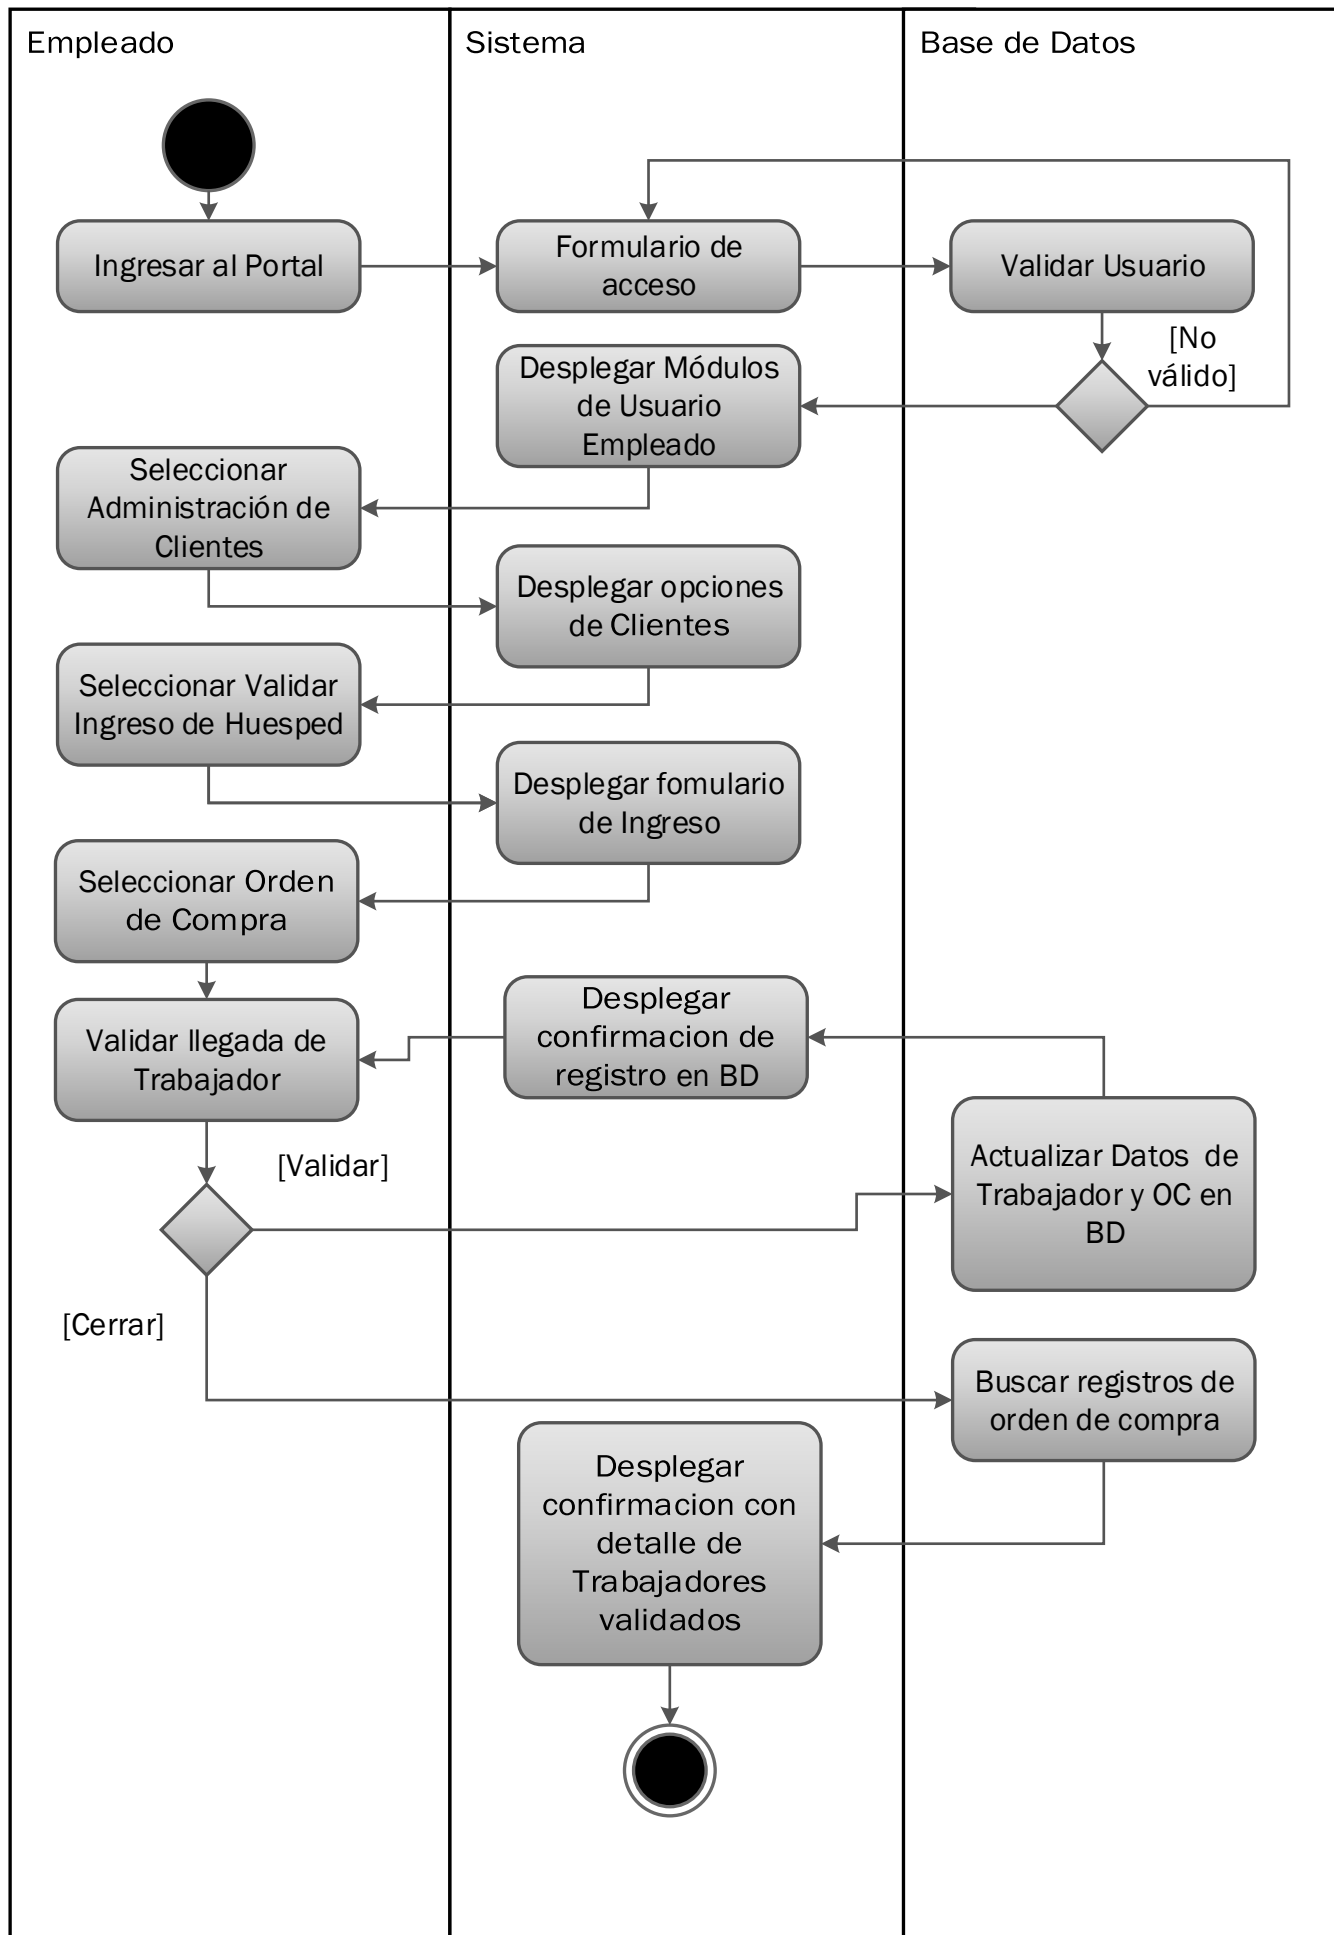 Empleado
Sistema
Base de Datos
Ingresar al Portal
Formulario de
acceso
Validar Usuario
[No
válido]
Desplegar Módulos
de Usuario
Empleado
Seleccionar
Administración de
Clientes
Desplegar opciones
de Clientes
Seleccionar Validar
Ingreso de Huesped
Desplegar fomulario
de Ingreso
Seleccionar Orden
de Compra
Desplegar
confirmacion de
registro en BD
Validar llegada de
Trabajador
[Validar]
Actualizar Datos  de
Trabajador y OC en
BD
[Cerrar]
Buscar registros de
orden de compra
Desplegar
confirmacion con
detalle de
Trabajadores
validados